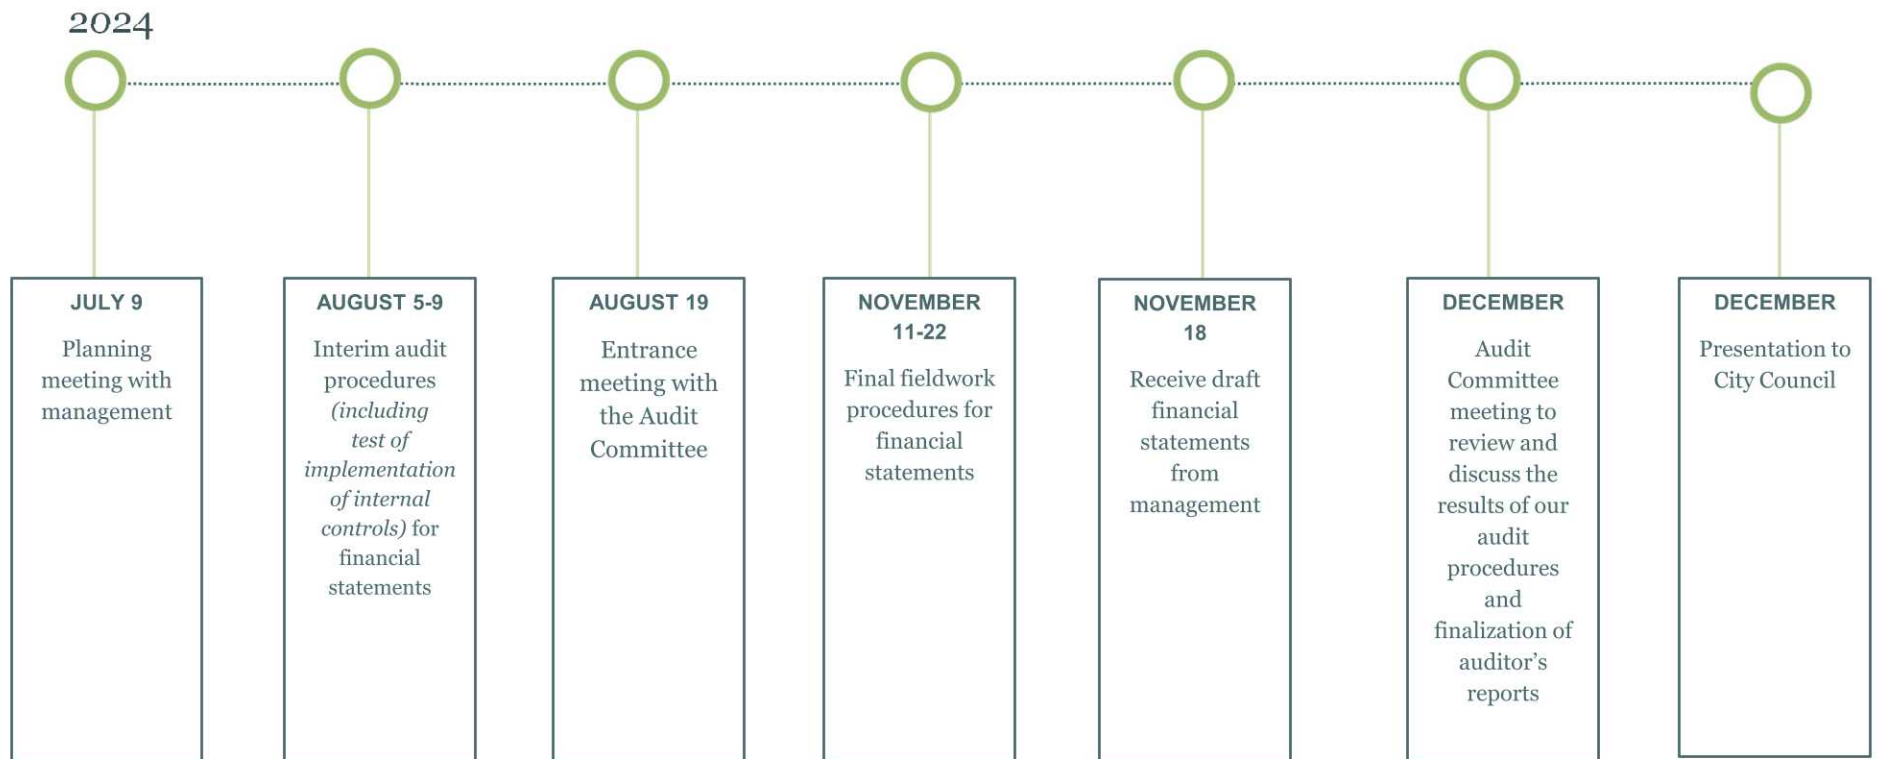 2024
JULY 9
Planning
meeting with
management
AUGUST 5-9
Interim audit
procedures
(including
test of
implementation
of internal
controls) for
financial
statements
AUGUST 19
Entrance
meeting with
the Audit
Committee
NOVEMBER
11-22
Final fieldwork
procedures for
financial
statements
NOVEMBER
18
Receive draft
financial
statements
from
management
DECEMBER
Audit
Committee
meeting to
review and
discuss the
results of our
audit
procedures
and
finalization of
auditor’s
reports
DECEMBER
Presentation to
City Council